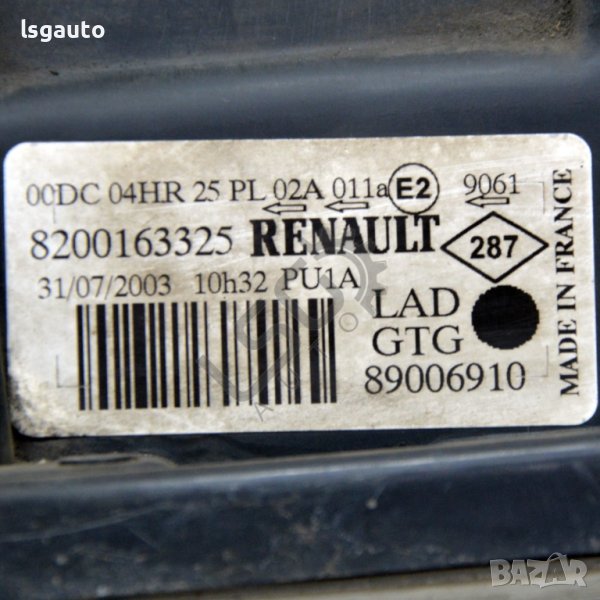 lsgauto
00DC 04HR 25 PL 02A 011a E2 9061
8200163325 RENAULT
287
31/07/2003 10h32 PU1A
LAD
GTG
89006910
MADE IN FRANCE
BAZAR